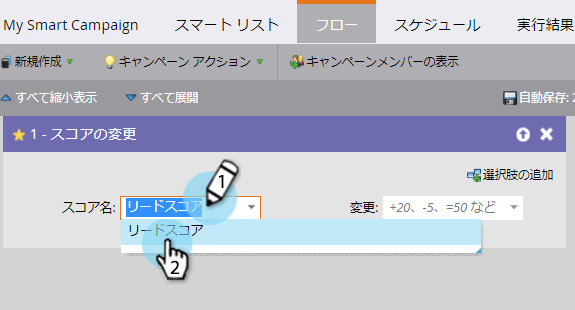 My Smart Campaign スマート リスト フロー スケジュール 実行結果
新規作成 キャンペーン アクション キャンペーンメンバーの表示
すべて縮小表示 すべて展開 自動保存: 2
1 - スコアの変更
選択肢の追加
スコア名: リードスコア 変更: +20、-5、=50 など
1
リードスコア
2